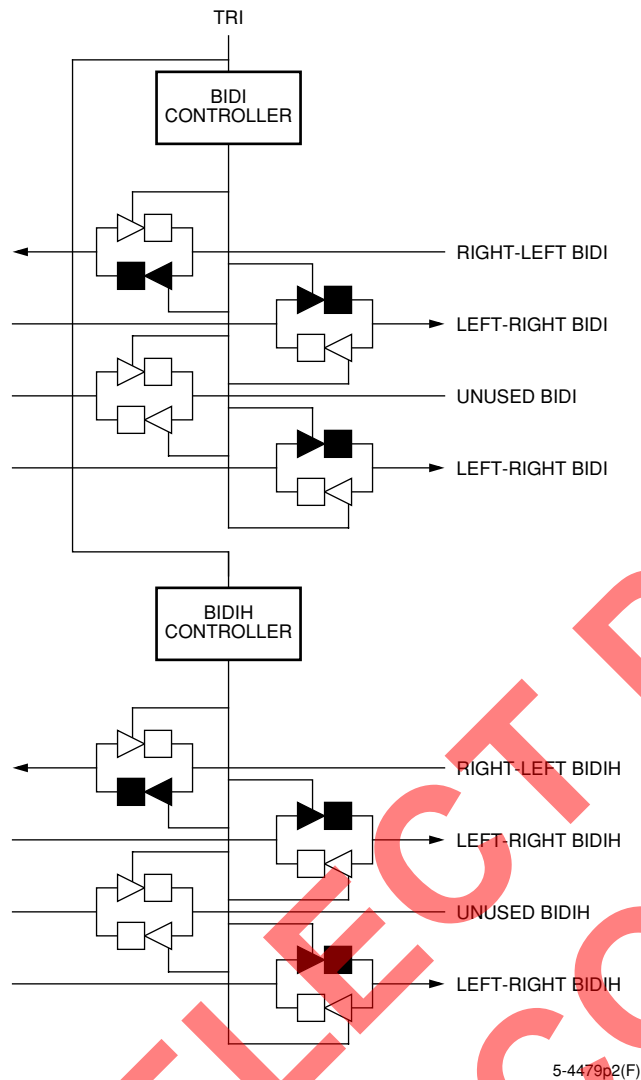 TRI
BIDI
CONTROLLER
RIGHT-LEFT BIDI
LEFT-RIGHT BIDI
UNUSED BIDI
LEFT-RIGHT BIDI
BIDIH
CONTROLLER
RIGHT-LEFT BIDIH
LEFT-RIGHT BIDIH
UNUSED BIDIH
LEFT-RIGHT BIDIH
5-4479p2(F)